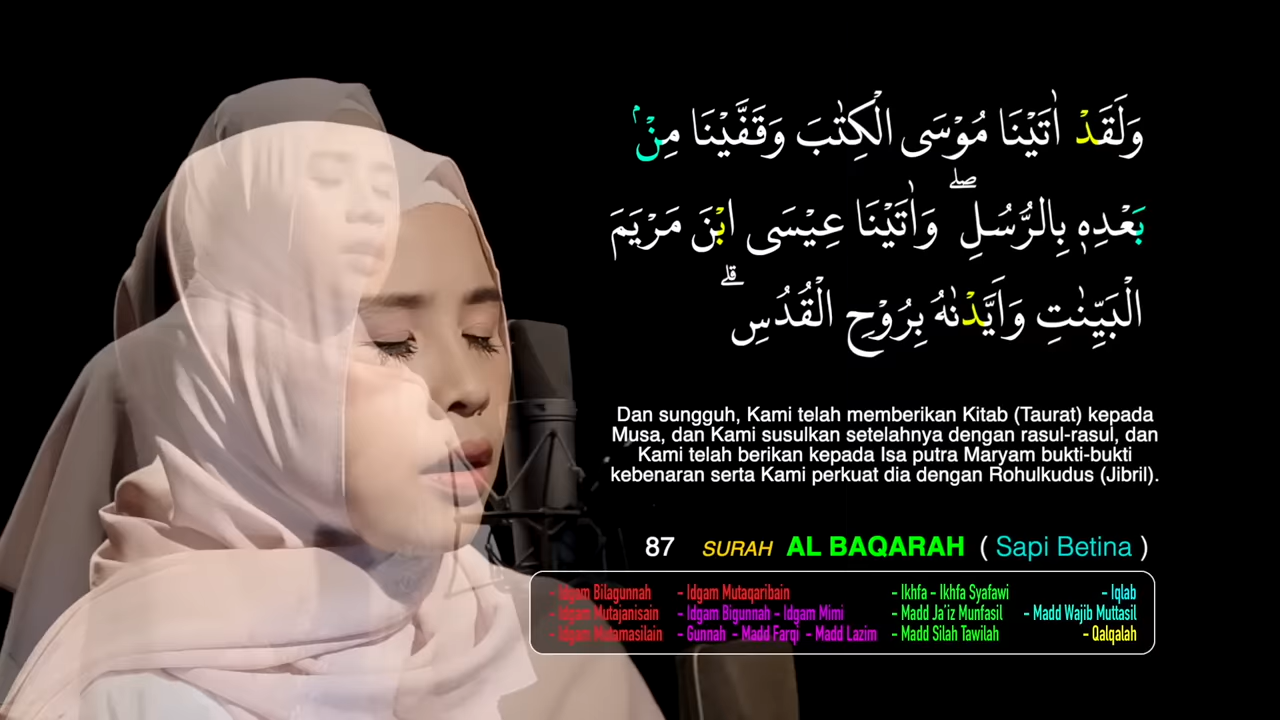 وَلَقَدْ اٰتَيْنَا مُوْسَى الْكِتٰبَ وَقَفَّيْنَا مِنْۢ
بَعْدِهٖ بِالرُّسُلِ ۖ وَاٰتَيْنَا عِيْسَى ابْنَ مَرْيَمَ
الْبَيِّنٰتِ وَاَيَّدْنٰهُ بِرُوْحِ الْقُدُسِ ۗ
Dan sungguh, Kami telah memberikan Kitab (Taurat) kepada
Musa, dan Kami susulkan setelahnya dengan rasul-rasul, dan
Kami telah berikan kepada Isa putra Maryam bukti-bukti
kebenaran serta Kami perkuat dia dengan Rohulkudus (Jibril).
87 SURAH AL BAQARAH ( Sapi Betina )
- Idgam Bilagunnah - Idgam Mutaqaribain - Ikhfa - Ikhfa Syafawi - Iqlab
- Idgam Mutajanisain - Idgam Bigunnah - Idgam Mimi - Madd Ja'iz Munfasil - Madd Wajib Muttasil
- Idgam Mutamasilain - Gunnah - Madd Farqi - Madd Lazim - Madd Silah Tawilah - Qalqalah